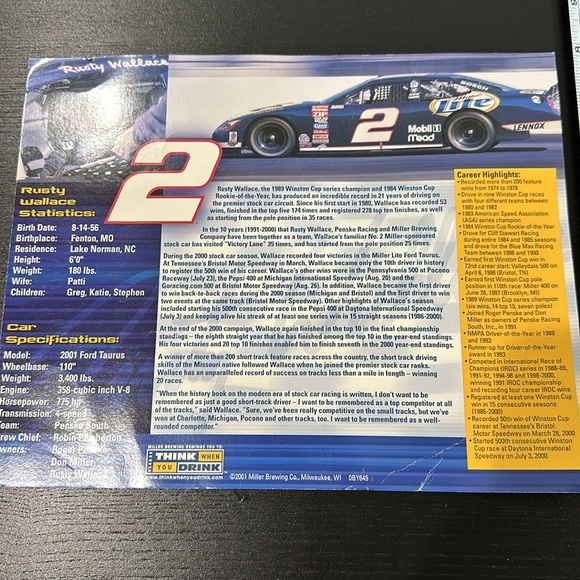 Rusty Wallace
Miller
Lite
2
Mobil 1
Mead
LENNOX
2
Rusty
Wallace
Statistics:
Birth Date: 8-14-56
Birthplace: Fenton, MO
Residence: Lake Norman, NC
Height: 6'0"
Weight: 180 lbs.
Wife: Patti
Children: Greg, Katie, Stephen
Car
Specifications:
Model: 2001 Ford Taurus
Wheelbase: 110"
Weight: 3,400 lbs.
Engine: 358-cubic inch V-8
Horsepower: 775 hp
Transmission: 4-speed
Team: Penske South
Crew Chief: Robin Pemberton
Owners: Roger Penske
Don Miller
Rusty Wallace
Rusty Wallace, the 1989 Winston Cup series champion and 1984 Winston Cup
Rookie-of-the-Year, has produced an incredible record in 21 years of driving on
the premier stock car circuit. Since his first start in 1980, Wallace has recorded 53
wins, finished in the top five 174 times and registered 278 top ten finishes, as well
as starting from the pole position in 35 races.
In the 10 years (1991-2000) that Rusty Wallace, Penske Racing and Miller Brewing
Company have been together as a team, Wallace's familiar No. 2 Miller-sponsored
stock car has visited "Victory Lane" 35 times, and has started from the pole position 25 times.
During the 2000 stock car season, Wallace recorded four victories in the Miller Lite Ford Taurus.
At Tennessee's Bristol Motor Speedway in March, Wallace became only the 10th driver in history
to register the 50th win of his career. Wallace's other wins were in the Pennsylvania 500 at Pocono
Raceway (July 23), the Pepsi 400 at Michigan International Speedway (Aug. 20) and the
Goracing.com 500 at Bristol (Aug. 26). In addition, Wallace became the first driver
to win back-to-back races during the 2000 season (Michigan and Bristol) and the first driver to win
two events at the same track (Bristol Motor Speedway). Other highlights of Wallace's season
included starting his 500th consecutive race in the Pepsi 400 at Daytona International Speedway
(July 3) and keeping alive his streak of at least one series win in 15 straight seasons (1986-2000).
At the end of the 2000 campaign, Wallace again finished in the top 10 in the final championship
standings – the eighth straight year that he has finished among the top 10 in the year-end standings.
His four victories and 20 top 10 finishes enabled him to finish seventh in the 2000 year-end standings.
A winner of more than 200 short track feature races across the country, the short track driving
skills of the Missouri native followed Wallace when he joined the premier stock car ranks.
Wallace has an unparalleled record of success on tracks less than a mile in length – winning
20 races.
"When the history book on the modern era of stock car racing is written, I don't want to be
remembered as just a good short-track driver – I want to be remembered as a top competitor at all
of the tracks," said Wallace. "Sure, we've been really competitive on the small tracks, but we've
won at Charlotte, Michigan, Pocono and other tracks, too. I want to be remembered as a well-
rounded competitor."
Career Highlights:
• Recorded more than 200 feature
wins from 1974 to 1978
• Drove in nine Winston Cup races
with four different teams between
1980 and 1982
• 1983 American Speed Association
(ASA) series champion
• 1984 Winston Cup Rookie-of-the-Year
• Drove for Cliff Stewart Racing
during entire 1984 and 1985 seasons
and drove for the Blue Max Racing
Team between 1986 and 1990
• Earned first Winston Cup win in
72nd career start: Valleydale 500 on
April 6, 1986 (Bristol, TN)
• Earned first Winston Cup pole
position in 110th race: Miller 400 on
June 28, 1987 (Brooklyn, MI)
• 1989 Winston Cup series champion
(six wins, 14 top 5, seven poles)
• Joined Roger Penske and Don
Miller as owners of Penske Racing
South, Inc., in 1991
• NMPA Driver-of-the-Year in 1988
and 1993
• Runner-up for Driver-of-the-Year
award in 1993
• Competed in International Race of
Champions (IROC) series in 1988-89,
1991-92, 1994-96 and 1998-2000,
winning 1991 IROC championship
and recording four career IROC wins
• Registered at least one Winston Cup
win in 15 consecutive seasons
(1986-2000)
• Recorded 50th win of Winston Cup
career at Tennessee's Bristol
Motor Speedway on March 26, 2000
• Started 500th consecutive Winston
Cup race at Daytona International
Speedway on July 3, 2000
MILLER BREWING REMINDS YOU TO:
THINK WHEN
YOU DRINK
www.thinkwhenyoudrink.com
©2001 Miller Brewing Co., Milwaukee, WI 0BY649